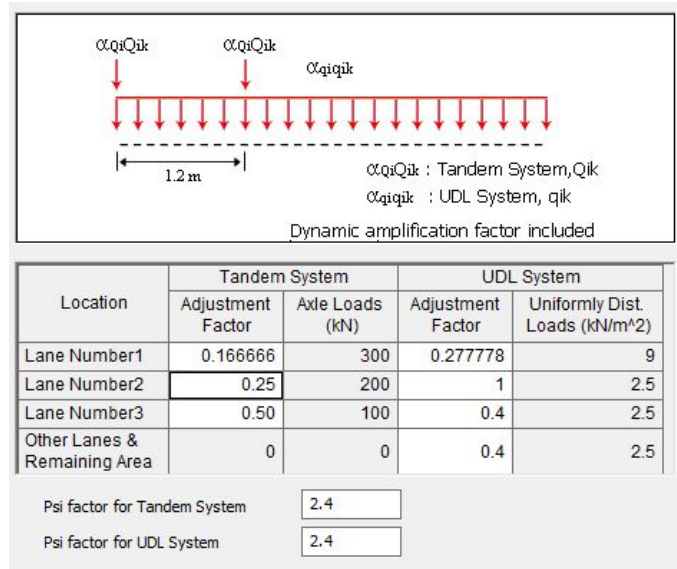 αQiQik αQiQik
αqiqik
1.2 m
αQiQik : Tandem System,Qik
αqiqik : UDL System, qik
Dynamic amplification factor included
Location Tandem System UDL System
Adjustment Factor Axle Loads (kN) Adjustment Factor Uniformly Dist. Loads (kN/m^2)
Lane Number1 0.166666 300 0.277778 9
Lane Number2 0.25 200 1 2.5
Lane Number3 0.50 100 0.4 2.5
Other Lanes & Remaining Area 0 0 0.4 2.5
Psi factor for Tandem System 2.4
Psi factor for UDL System 2.4